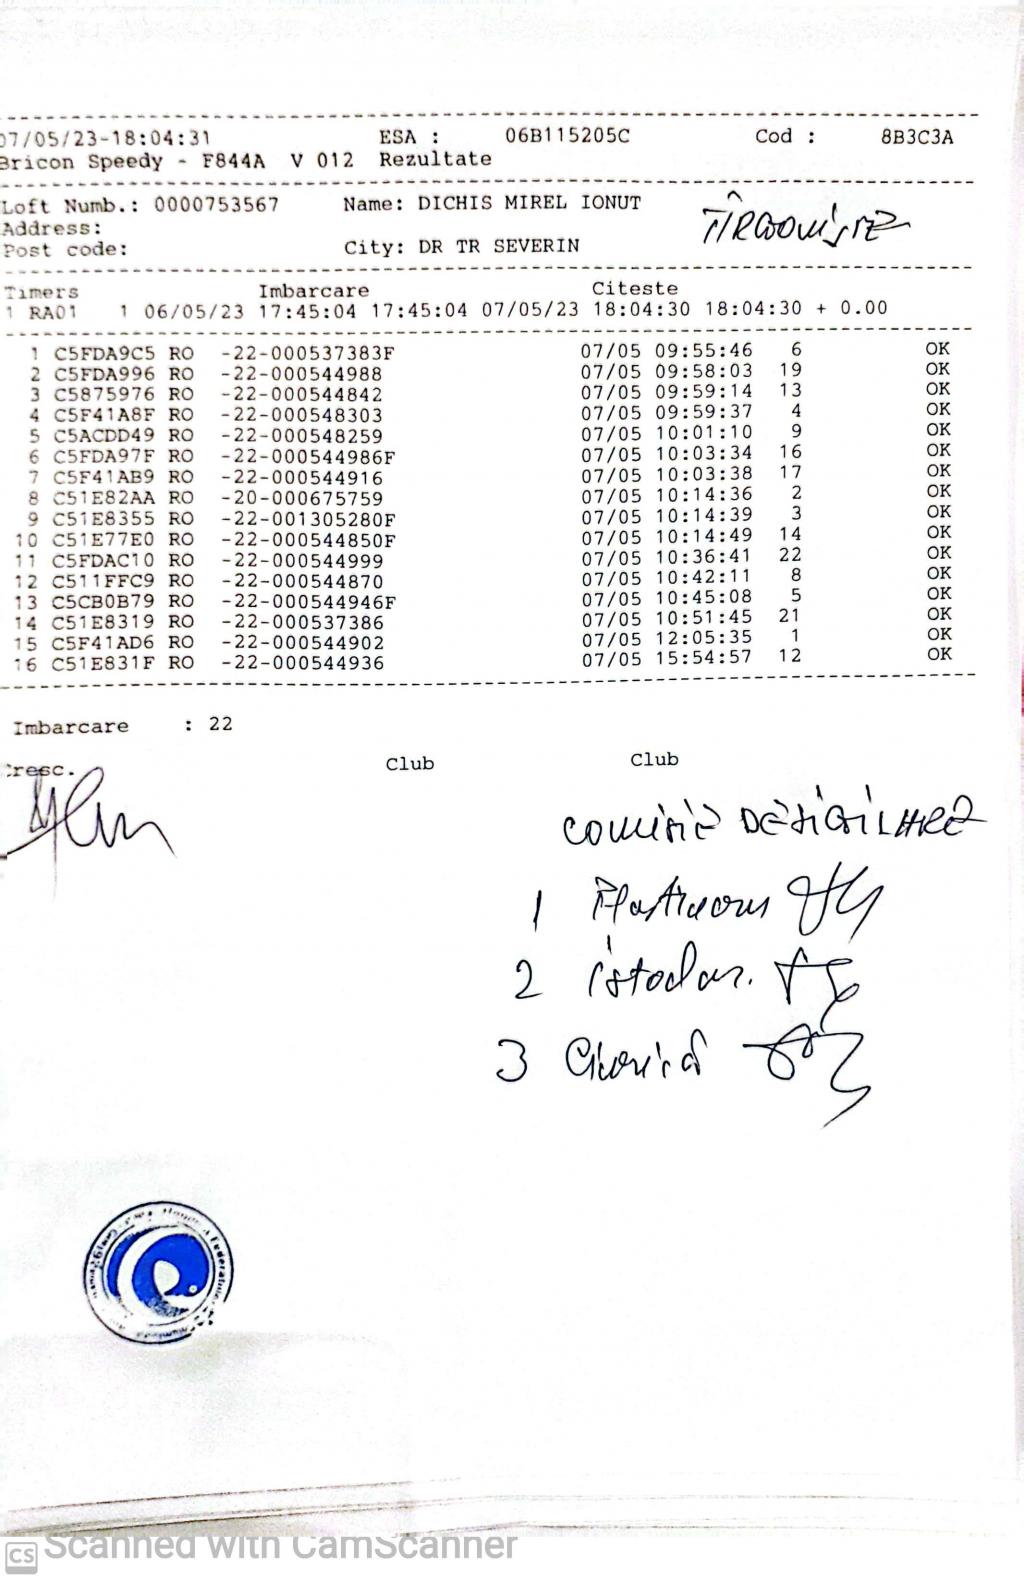 07/05/23-18:04:31 ESA : 06B115205C Cod : 8B3C3A
Bricon Speedy - F844A V 012 Rezultate
Loft Numb.: 0000753567 Name: DICHIS MIREL IONUT
Address:
Post code: City: DR TR SEVERIN
Timers Imbarcare Citeste
1 RA01 1 06/05/23 17:45:04 17:45:04 07/05/23 18:04:30 18:04:30 + 0.00
1 C5FDA9C5 RO -22-000537383F 07/05 09:55:46 6 OK
2 C5FDA996 RO -22-000544988 07/05 09:58:03 19 OK
3 C5875976 RO -22-000544842 07/05 09:59:14 13 OK
4 C5F41A8F RO -22-000548303 07/05 09:59:37 4 OK
5 C5ACDD49 RO -22-000548259 07/05 10:01:10 9 OK
6 C5FDA97F RO -22-000544986F 07/05 10:03:34 16 OK
7 C5F41AB9 RO -22-000544916 07/05 10:03:38 17 OK
8 C51E82AA RO -20-000675759 07/05 10:14:36 2 OK
9 C51E8355 RO -22-001305280F 07/05 10:14:39 3 OK
10 C51E77E0 RO -22-000544850F 07/05 10:14:49 14 OK
11 C5FDAC10 RO -22-000544999 07/05 10:36:41 22 OK
12 C511FFC9 RO -22-000544870 07/05 10:42:11 8 OK
13 C5CB0B79 RO -22-000544946F 07/05 10:45:08 5 OK
14 C51E8319 RO -22-000537386 07/05 10:51:45 21 OK
15 C5F41AD6 RO -22-000544902 07/05 12:05:35 1 OK
16 C51E831F RO -22-000544936 07/05 15:54:57 12 OK
Imbarcare : 22
Cresc. Club Club
1
2
3
CS Scanned with CamScanner